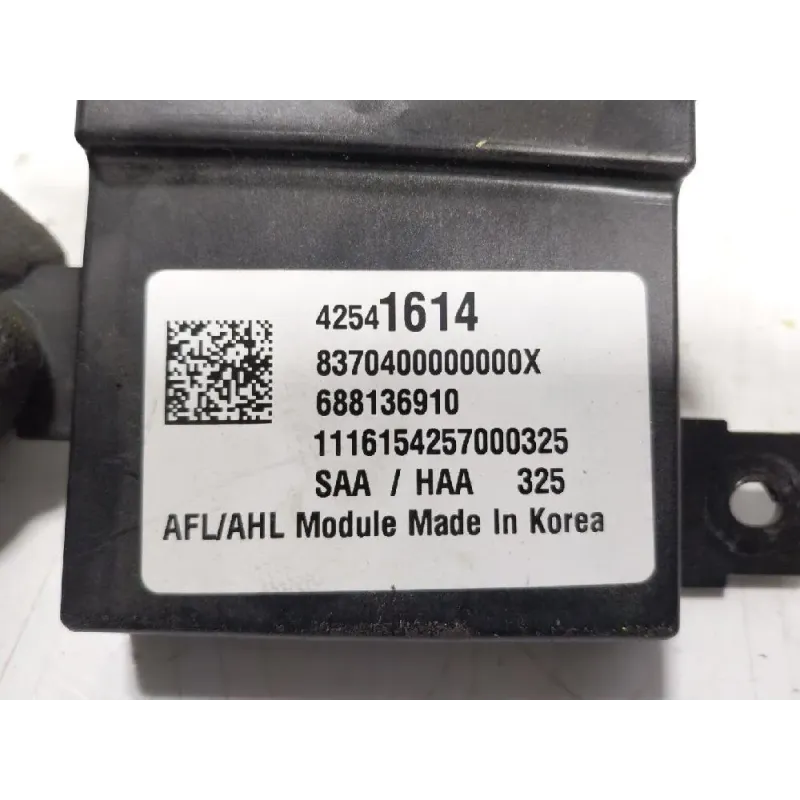 42541614
8370400000000X
688136910
1116154257000325
SAA / HAA 325
AFL/AHL Module Made In Korea